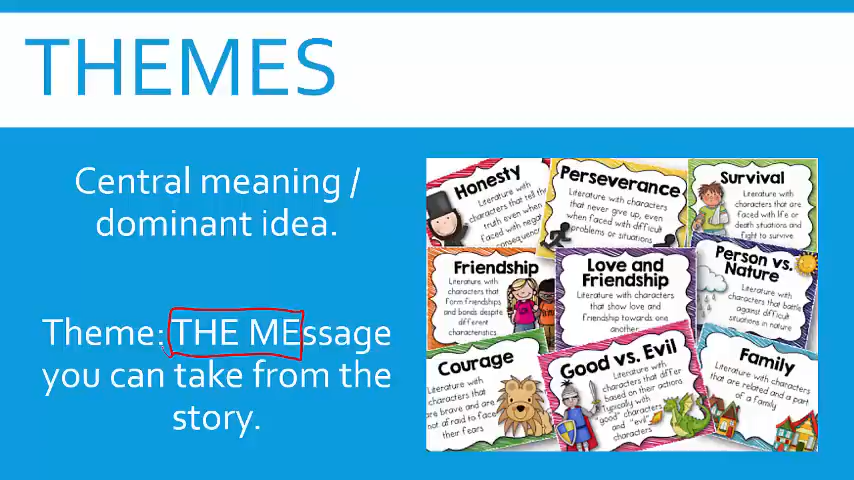 THEMES
Central meaning /
dominant idea.
Theme: THE MEssage
you can take from the
story.
Honesty
Literature with
characters that tell the
truth even when
faced with
consequence
Perseverance
Literature with characters
that never give up, even
when faced with difficult
problems or situations
Survival
Literature with
characters that are
faced with life or
death situations and
fight to survive
Friendship
Literature with
characters that
form friendships
and bonds despite
different
characteristics
Love and
Friendship
Literature with characters
that show love and
friendship towards one
another.
Person vs.
Nature
Literature with
characters that battle
against difficult
situations in nature
Courage
Literature with
characters that
are brave and are
not afraid to face
their fears
Good vs. Evil
Literature with
characters that differ
based on their actions
Typically with
"good" characters
and "evil"
characters
Family
Literature with characters
that are related and a part
of a family